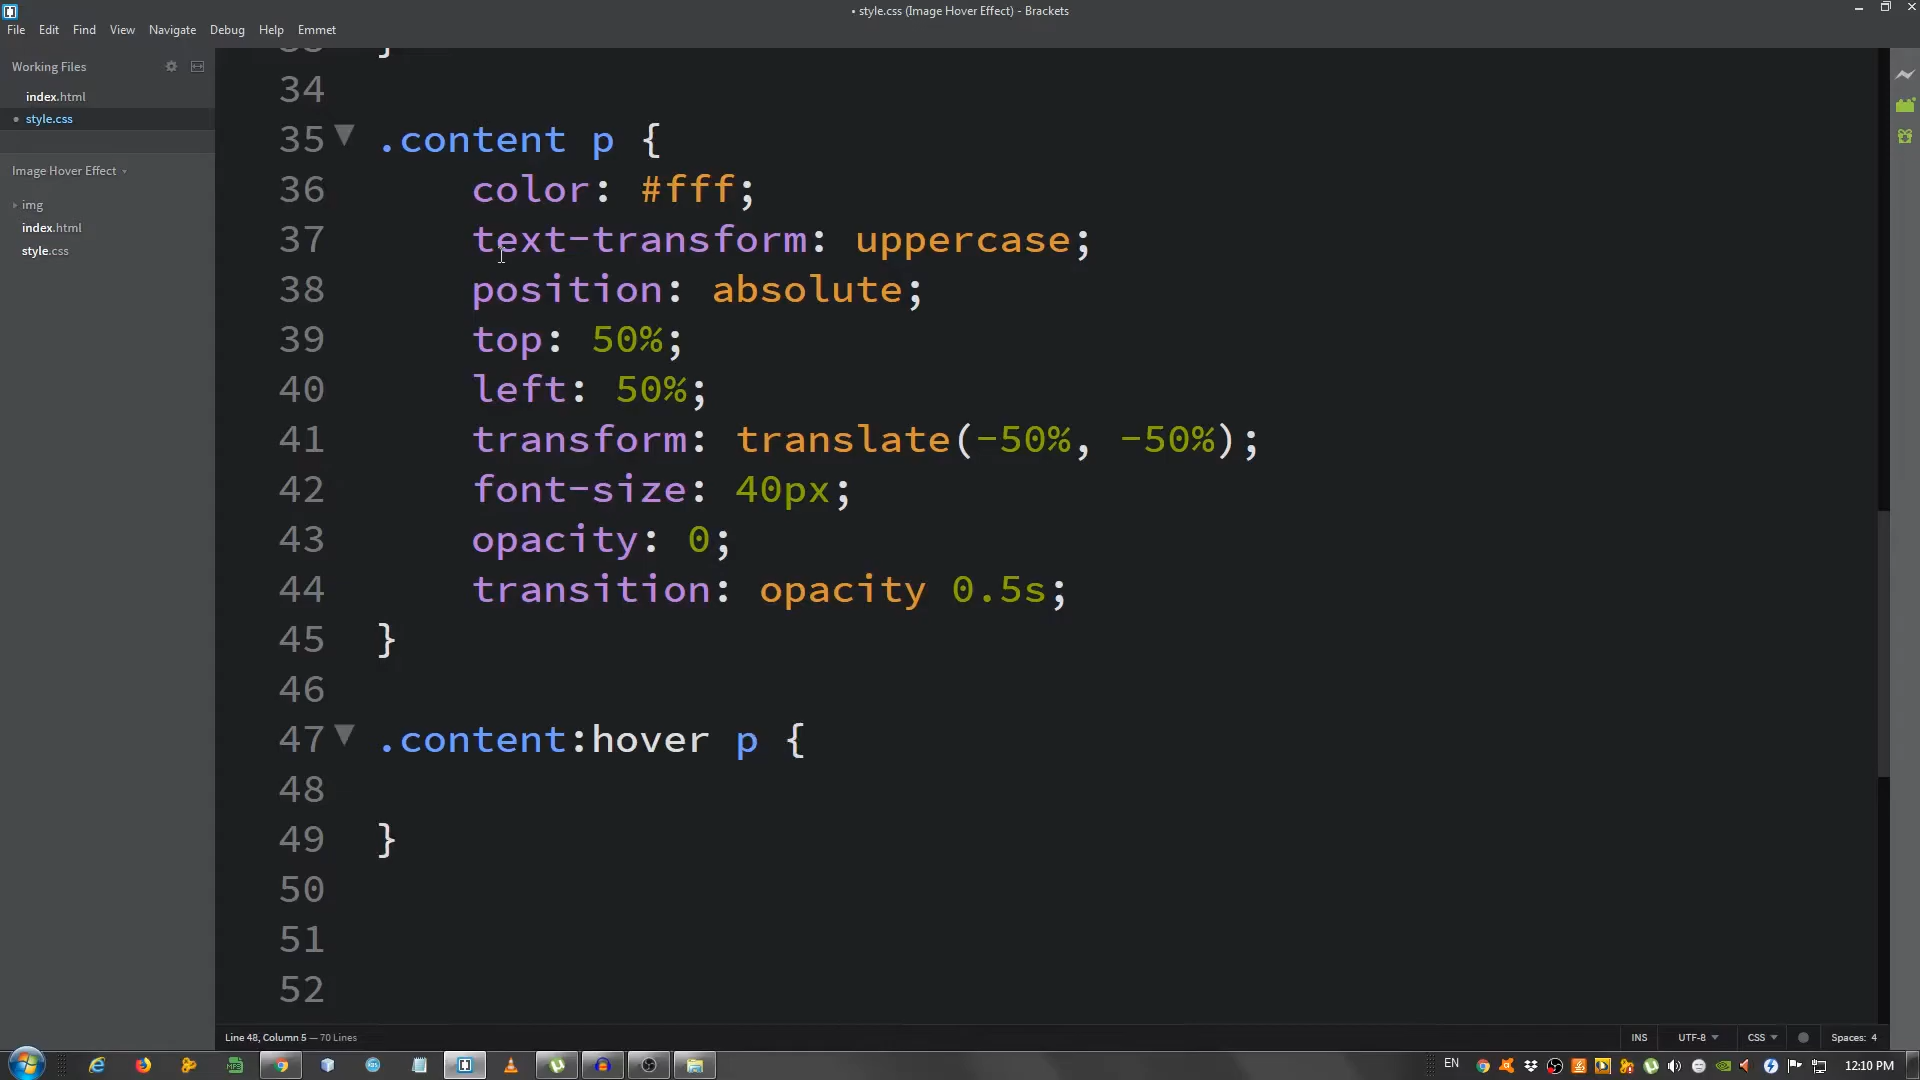 • style.css (Image Hover Effect) - Brackets
File Edit Find View Navigate Debug Help Emmet
Working Files
index.html
• style.css
Image Hover Effect
img
index.html
style.css
34
35 .content p {
36 color: #fff;
37 text-transform: uppercase;
38 position: absolute;
39 top: 50%;
40 left: 50%;
41 transform: translate(-50%, -50%);
42 font-size: 40px;
43 opacity: 0;
44 transition: opacity 0.5s;
45 }
46
47 .content:hover p {
48
49 }
50
51
52
Line 48, Column 5 — 70 Lines
INS UTF-8 CSS Spaces: 4
EN 12:10 PM